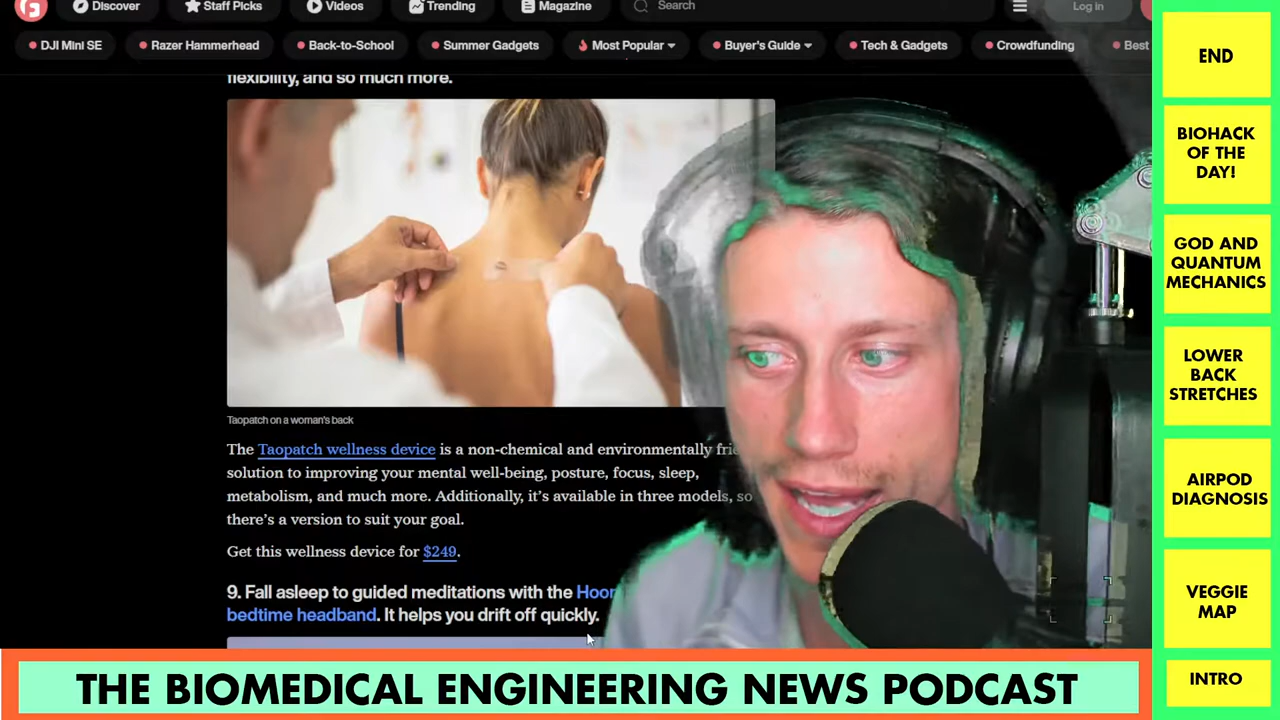 Discover
Staff Picks
Videos
Trending
Magazine
Search
Log in
DJI Mini SE
Razer Hammerhead
Back-to-School
Summer Gadgets
Most Popular
Buyer's Guide
Tech & Gadgets
Crowdfunding
Best
flexibility, and so much more.
Taopatch on a woman's back
The Taopatch wellness device is a non-chemical and environmentally frie
solution to improving your mental well-being, posture, focus, sleep,
metabolism, and much more. Additionally, it's available in three models, so
there's a version to suit your goal.
Get this wellness device for $249.
9. Fall asleep to guided meditations with the Hoor
bedtime headband. It helps you drift off quickly.
THE BIOMEDICAL ENGINEERING NEWS PODCAST
END
BIOHACK
OF THE
DAY!
GOD AND
QUANTUM
MECHANICS
LOWER
BACK
STRETCHES
AIRPOD
DIAGNOSIS
VEGGIE
MAP
INTRO